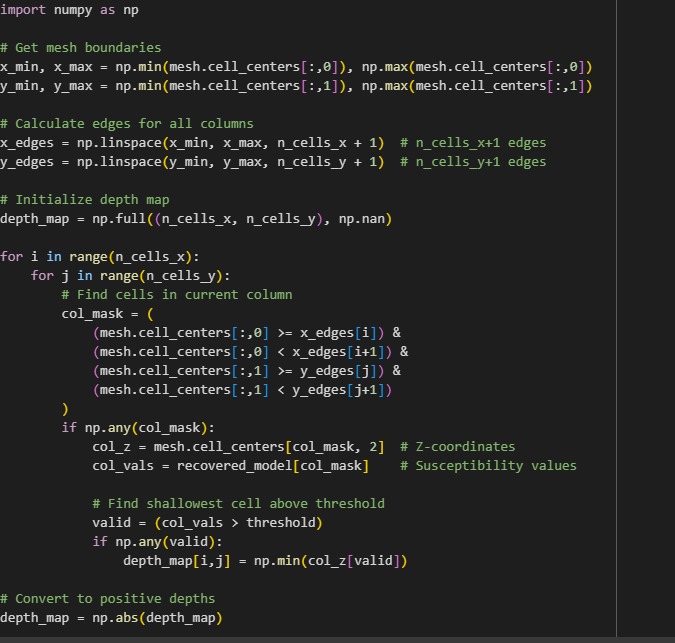 import numpy as np

# Get mesh boundaries
x_min, x_max = np.min(mesh.cell_centers[:,0]), np.max(mesh.cell_centers[:,0])
y_min, y_max = np.min(mesh.cell_centers[:,1]), np.max(mesh.cell_centers[:,1])

# Calculate edges for all columns
x_edges = np.linspace(x_min, x_max, n_cells_x + 1)  # n_cells_x+1 edges
y_edges = np.linspace(y_min, y_max, n_cells_y + 1)  # n_cells_y+1 edges

# Initialize depth map
depth_map = np.full((n_cells_x, n_cells_y), np.nan)

for i in range(n_cells_x):
    for j in range(n_cells_y):
        # Find cells in current column
        col_mask = (
            (mesh.cell_centers[:,0] >= x_edges[i]) &
            (mesh.cell_centers[:,0] < x_edges[i+1]) &
            (mesh.cell_centers[:,1] >= y_edges[j]) &
            (mesh.cell_centers[:,1] < y_edges[j+1])
        )
        if np.any(col_mask):
            col_z = mesh.cell_centers[col_mask, 2]  # Z-coordinates
            col_vals = recovered_model[col_mask]    # Susceptibility values

            # Find shallowest cell above threshold
            valid = (col_vals > threshold)
            if np.any(valid):
                depth_map[i,j] = np.min(col_z[valid])

# Convert to positive depths
depth_map = np.abs(depth_map)